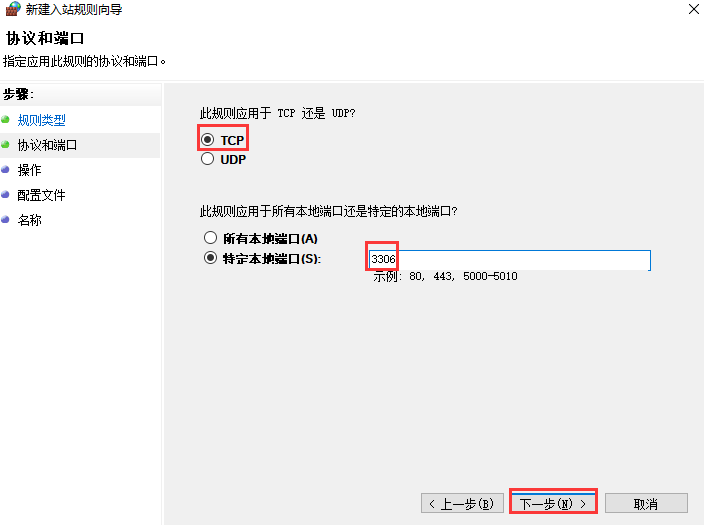 新建入站规则向导
协议和端口
指定应用此规则的协议和端口。
步骤:
规则类型
协议和端口
操作
配置文件
名称
此规则应用于 TCP 还是 UDP?
TCP
UDP
此规则应用于所有本地端口还是特定的本地端口?
所有本地端口(A)
特定本地端口(S):
3306
示例: 80, 443, 5000-5010
< 上一步(B)
下一步(N) >
取消